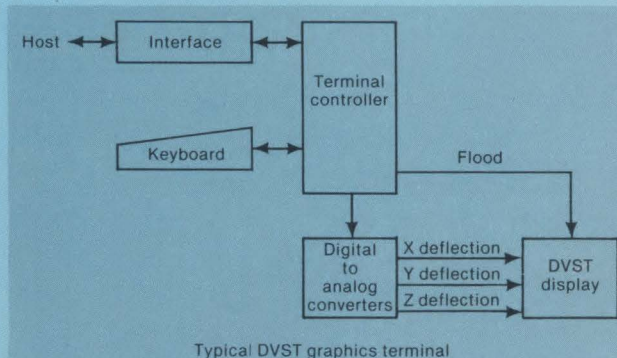 Host
Interface
Terminal
controller
Keyboard
Flood
Digital
to
analog
converters
X deflection
Y deflection
Z deflection
DVST
display
Typical DVST graphics terminal